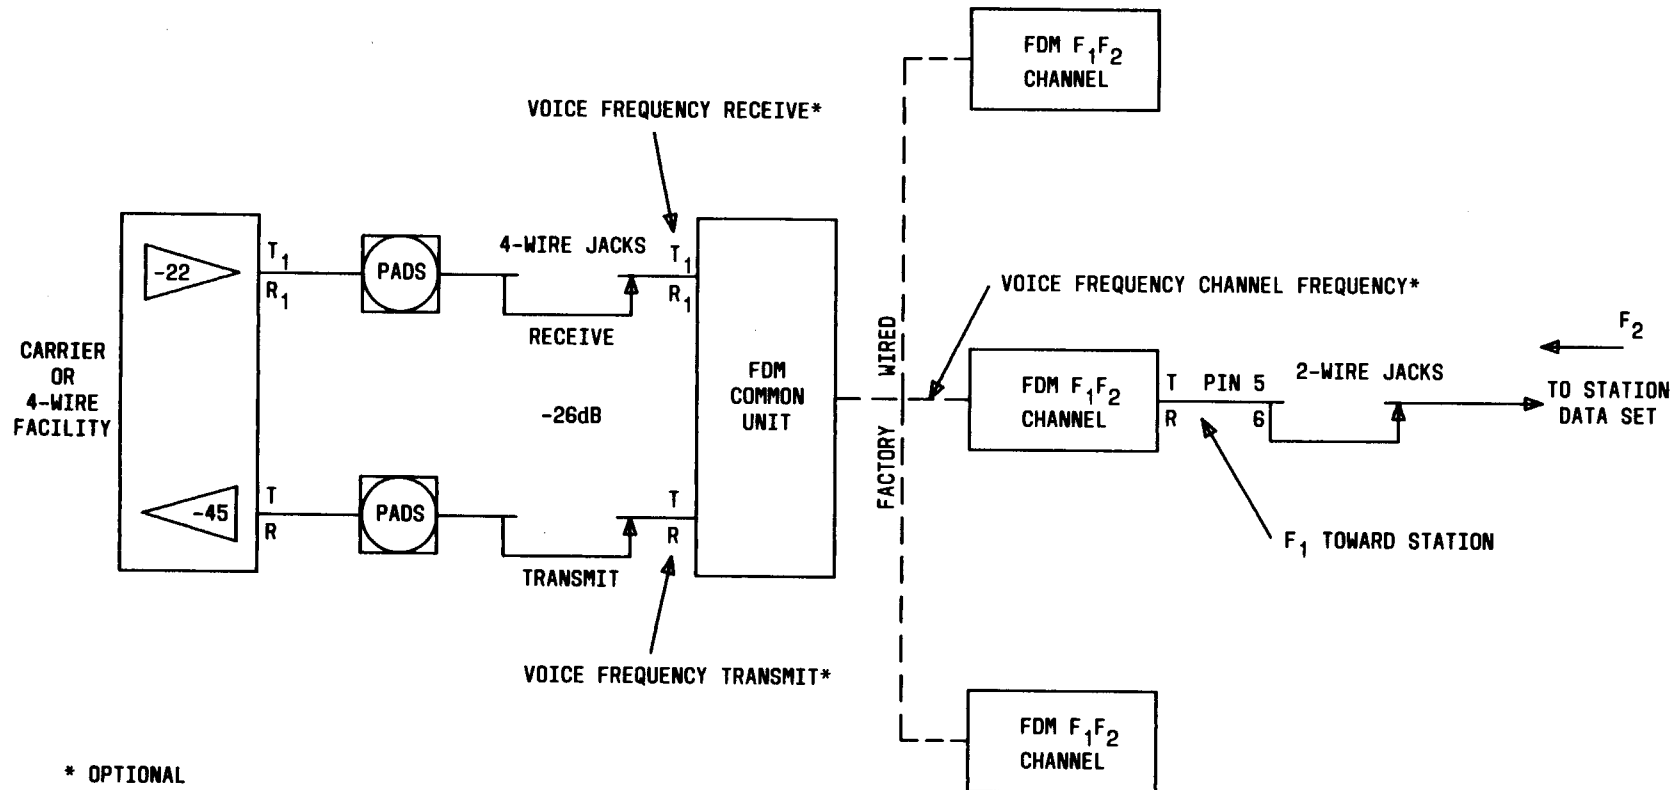 FDM F₁F₂
CHANNEL
VOICE FREQUENCY RECEIVE*
-22
T₁
R₁
PADS
4-WIRE JACKS
T₁
R₁
RECEIVE
CARRIER
OR
4-WIRE
FACILITY
-26dB
FDM
COMMON
UNIT
FACTORY WIRED
VOICE FREQUENCY CHANNEL FREQUENCY*
FDM F₁F₂
CHANNEL
T PIN 5
R 6
2-WIRE JACKS
F₂
TO STATION
DATA SET
F₁ TOWARD STATION
-45
T
R
PADS
T
R
TRANSMIT
VOICE FREQUENCY TRANSMIT*
FDM F₁F₂
CHANNEL
* OPTIONAL